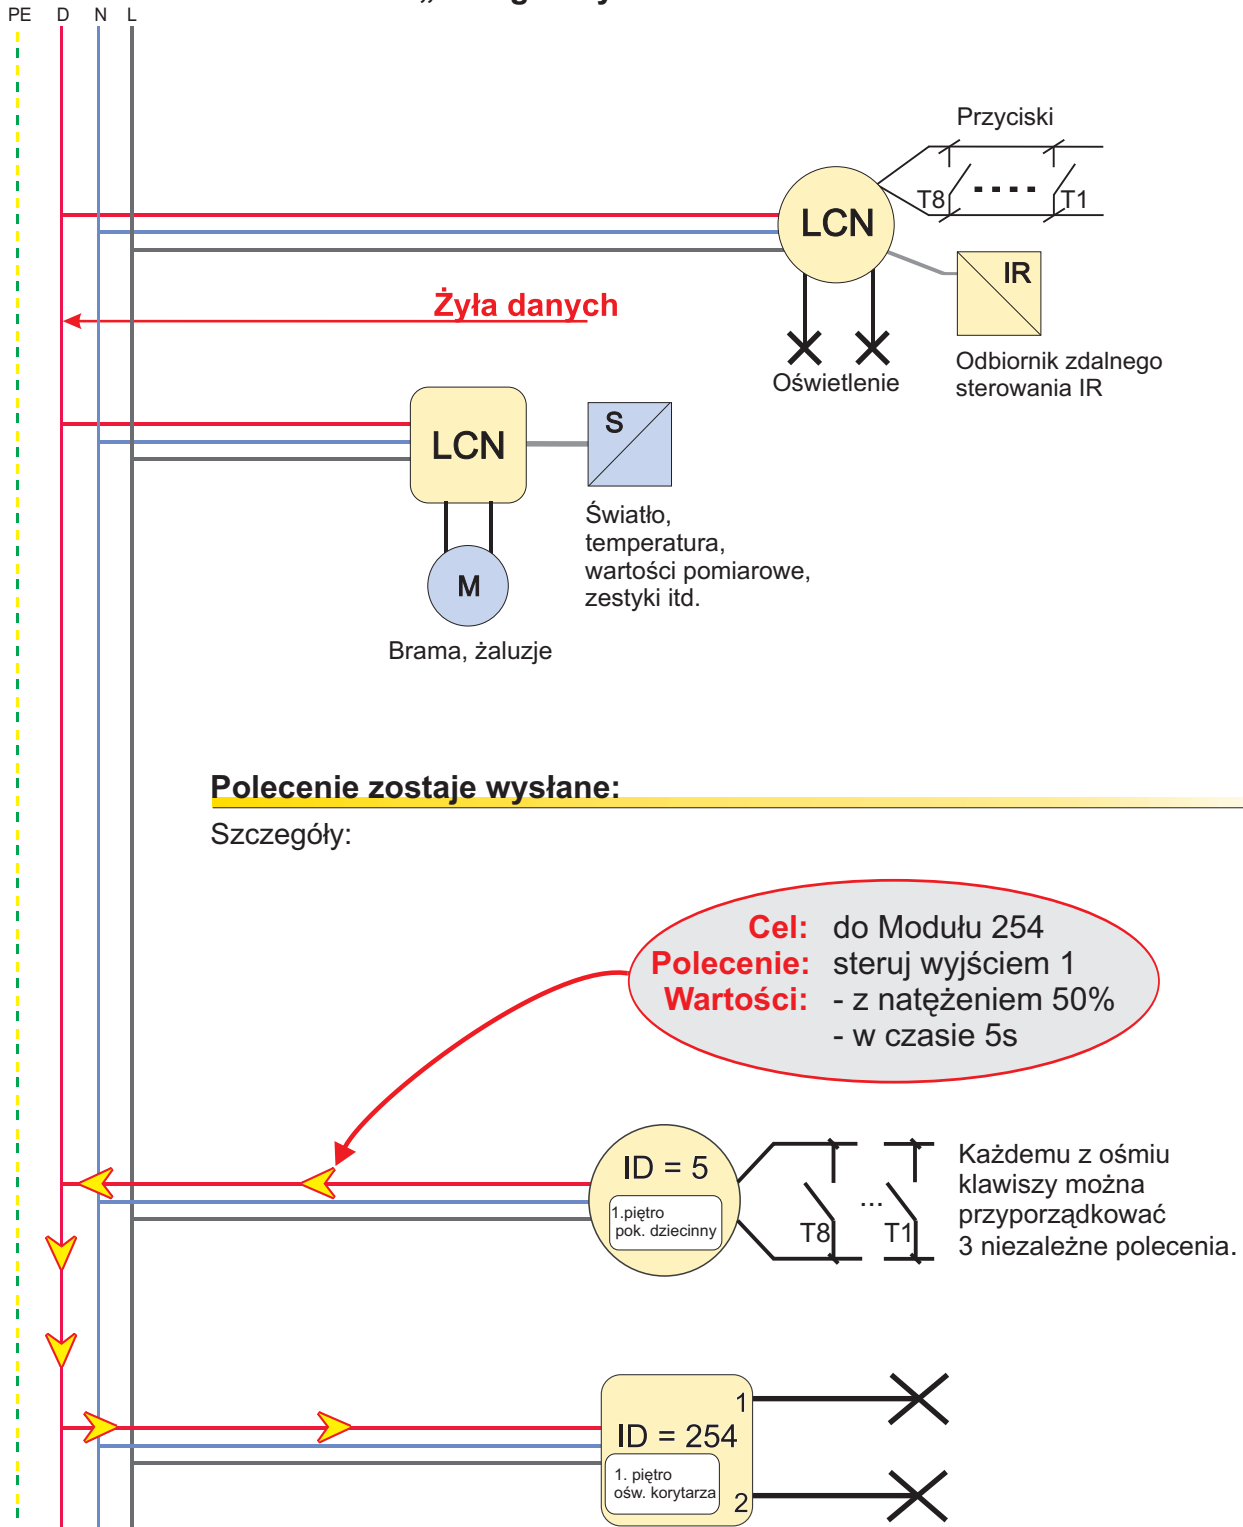 PE D N L
Przyciski
T8 T1
LCN
IR
Żyła danych
Odbiornik zdalnego
sterowania IR
Oświetlenie
LCN
S
Światło,
temperatura,
wartości pomiarowe,
zestyki itd.
M
Brama, żaluzje
Polecenie zostaje wysłane:
Szczegóły:
Cel: do Modułu 254
Polecenie: steruj wyjściem 1
Wartości: - z natężeniem 50%
- w czasie 5s
ID = 5
1.piętro
pok. dziecinny
T8 ... T1
Każdemu z ośmiu
klawiszy można
przyporządkować
3 niezależne polecenia.
1
ID = 254
1. piętro
ośw. korytarza
2